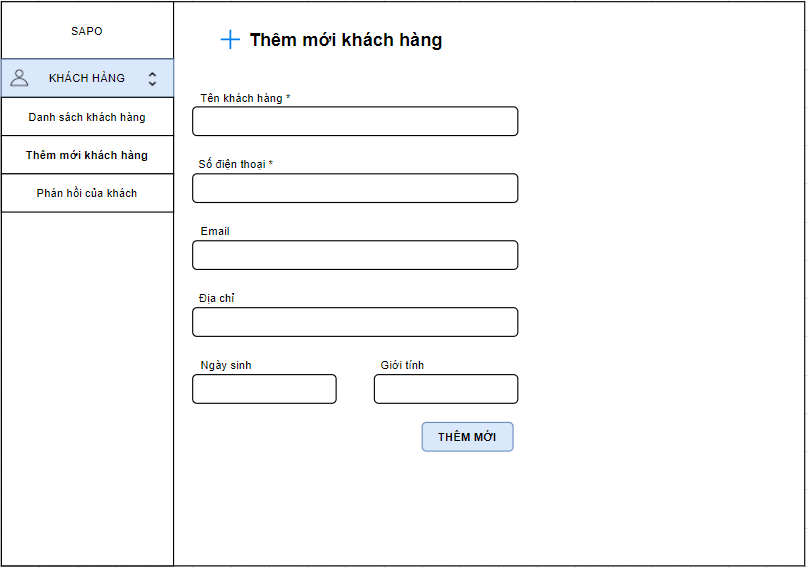 SAPO
KHÁCH HÀNG
Danh sách khách hàng
Thêm mới khách hàng
Phản hồi của khách
Thêm mới khách hàng
Tên khách hàng *
Số điện thoại *
Email
Địa chỉ
Ngày sinh
Giới tính
THÊM MỚI